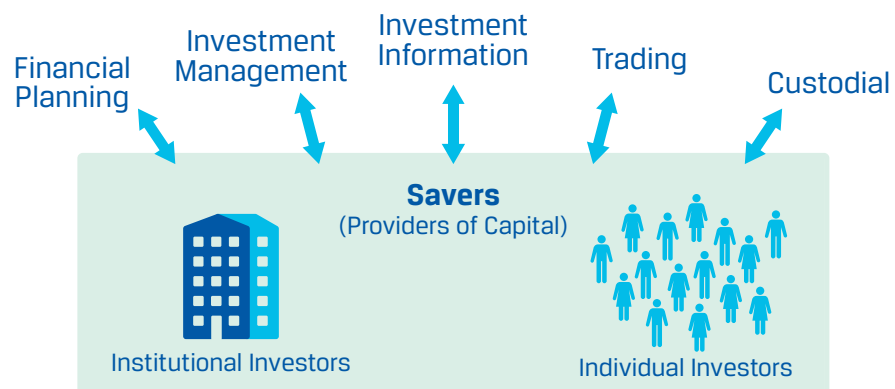 Financial
Planning
Investment
Management
Investment
Information
Trading
Custodial
Savers
(Providers of Capital)
Institutional Investors
Individual Investors